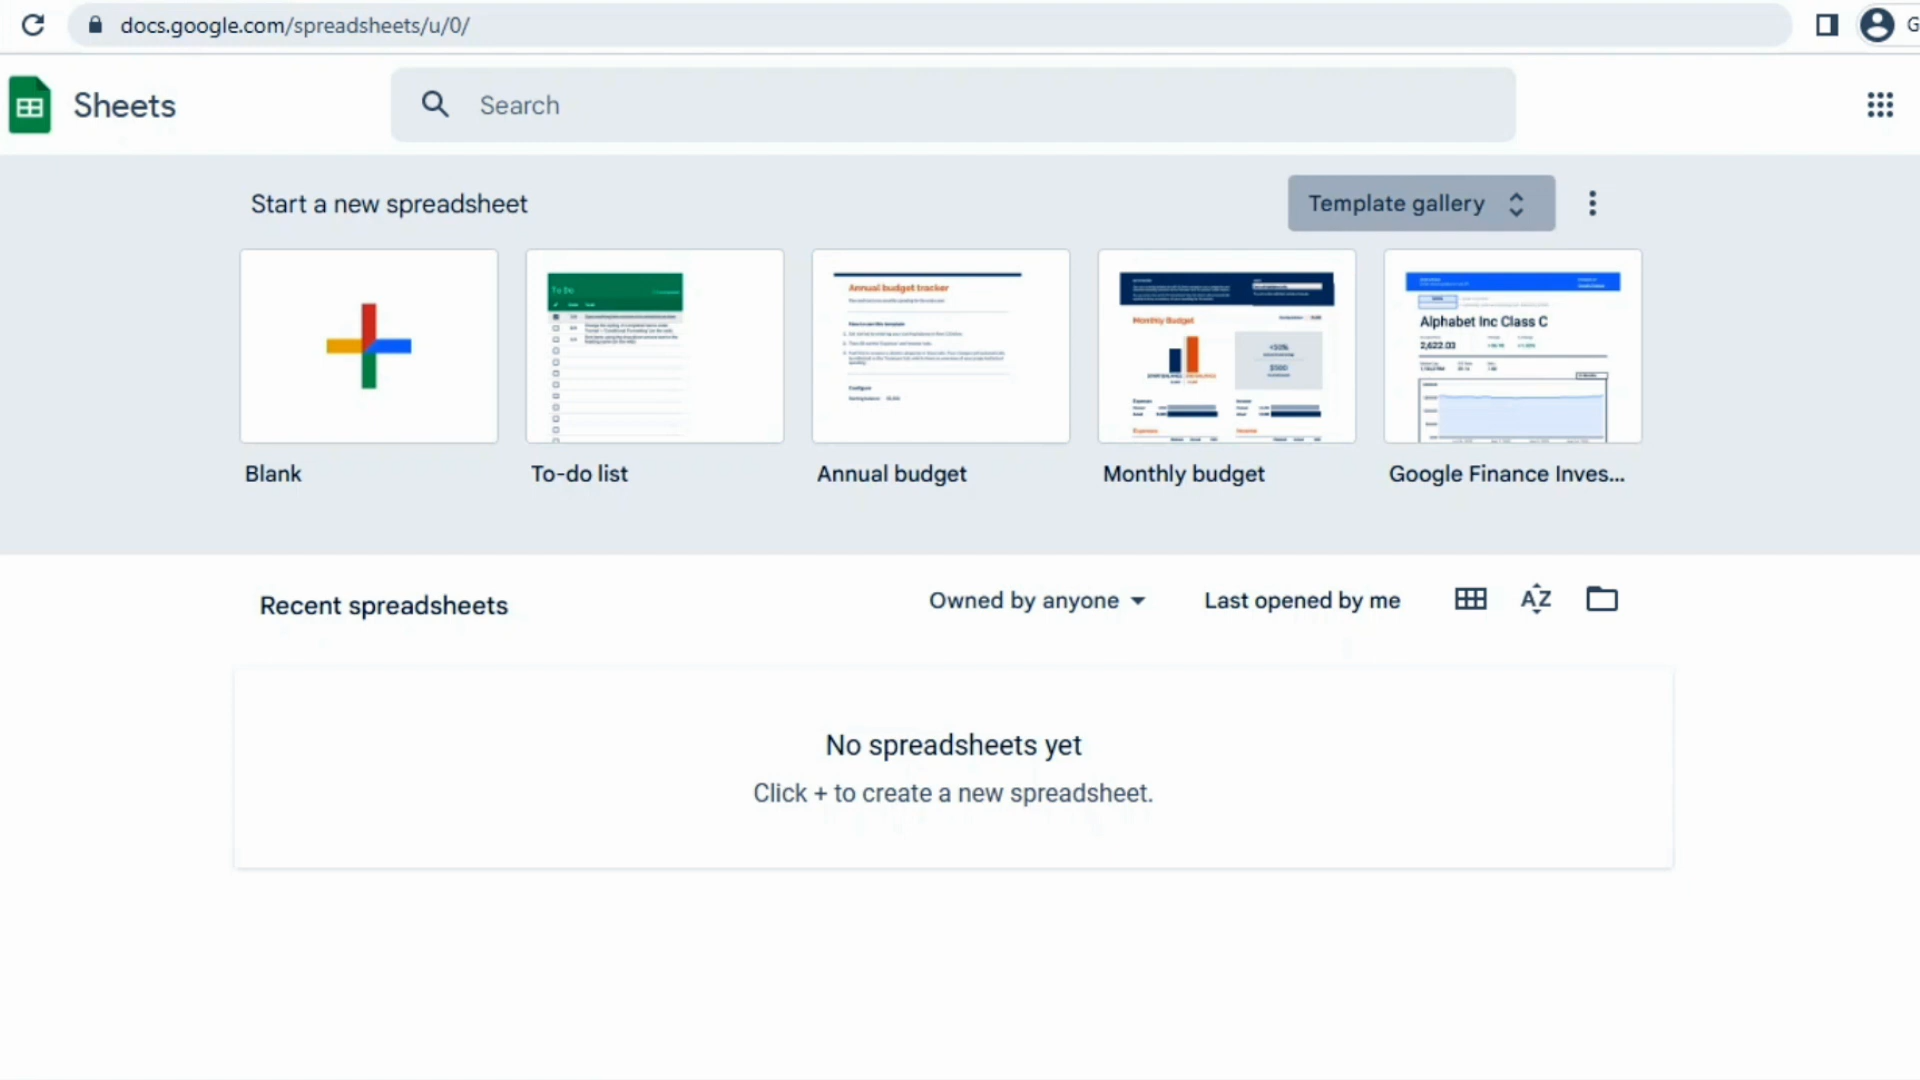 docs.google.com/spreadsheets/u/0/
G
Sheets
Search
Start a new spreadsheet
Template gallery
To Do
Annual budget tracker
Monthly Budget
Alphabet Inc Class C
2,622.03
Blank
To-do list
Annual budget
Monthly budget
Google Finance Inves...
Recent spreadsheets
Owned by anyone
Last opened by me
AZ
No spreadsheets yet
Click + to create a new spreadsheet.